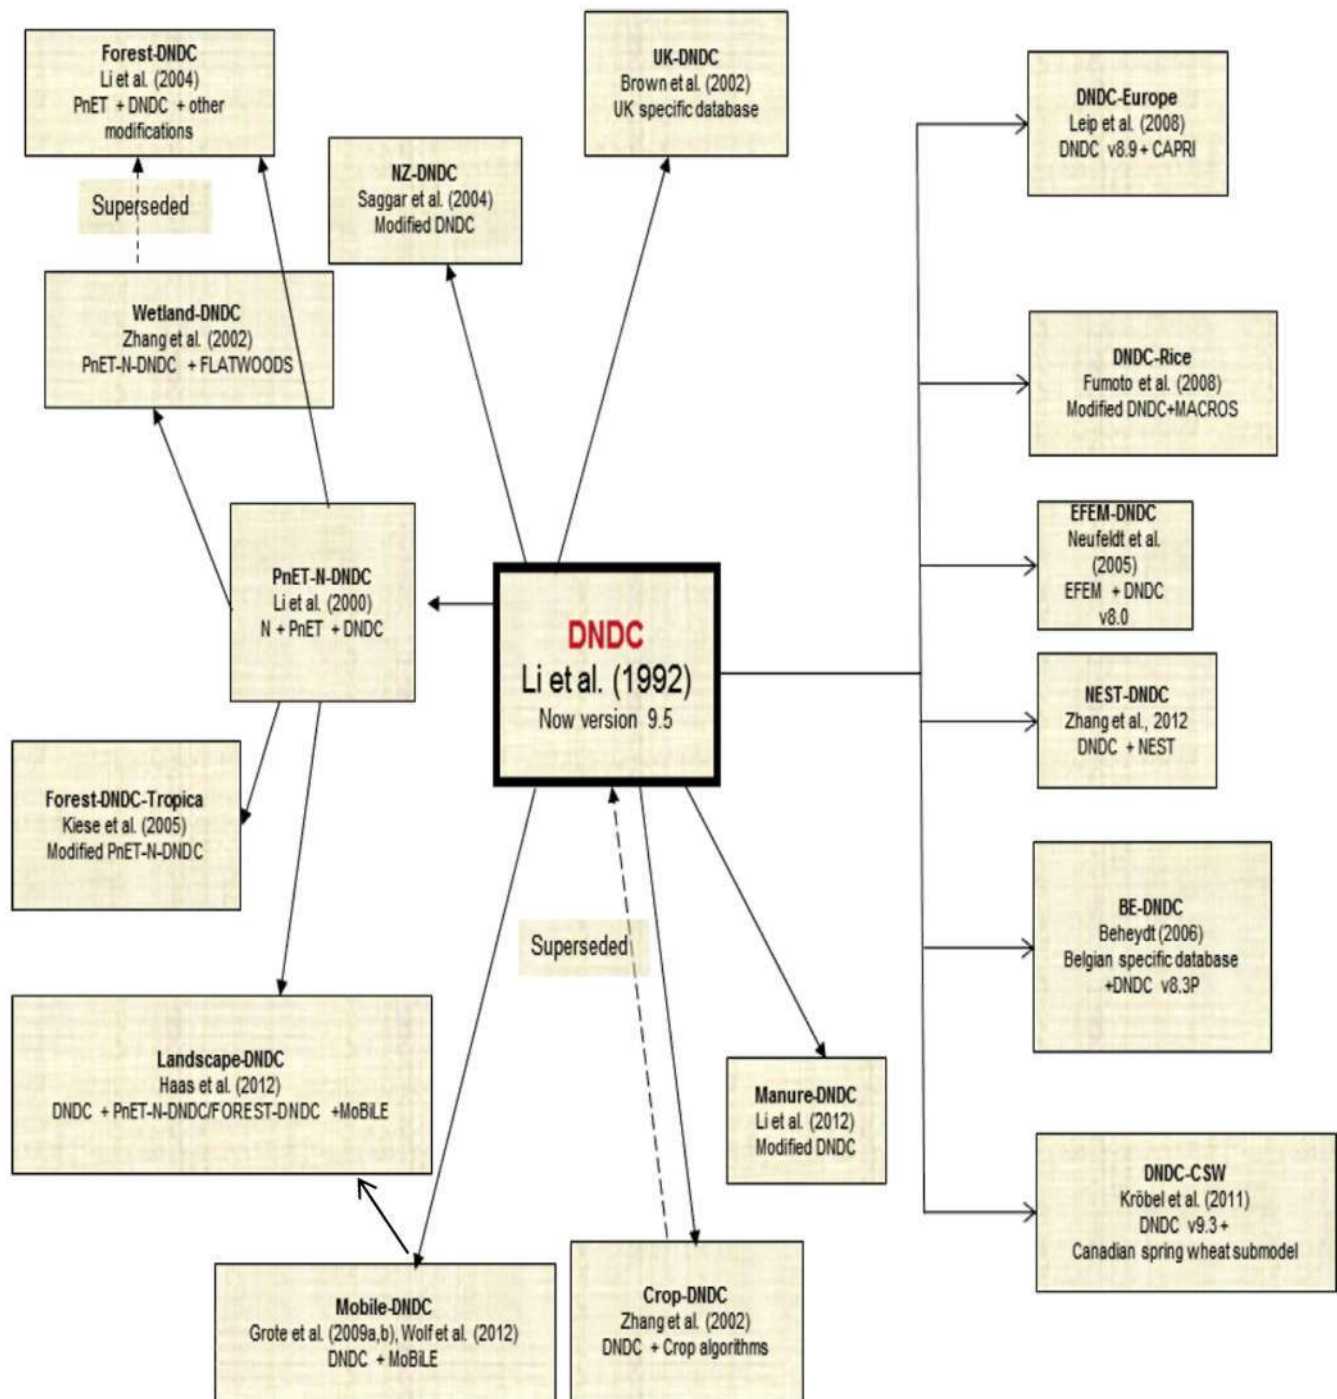 Forest-DNDC
Li et al. (2004)
PnET + DNDC + other
modifications
UK-DNDC
Brown et al. (2002)
UK specific database
DNDC-Europe
Leip et al. (2008)
DNDC v8.9 + CAPRI
NZ-DNDC
Saggar et al. (2004)
Modified DNDC
Superseded
Wetland-DNDC
Zhang et al. (2002)
PnET-N-DNDC + FLATWOODS
DNDC-Rice
Fumoto et al. (2008)
Modified DNDC+MACROS
EFEM-DNDC
Neufeldt et al.
(2005)
EFEM + DNDC
v8.0
PnET-N-DNDC
Li et al. (2000)
N + PnET + DNDC
DNDC
Li et al. (1992)
Now version 9.5
NEST-DNDC
Zhang et al., 2012
DNDC + NEST
Forest-DNDC-Tropica
Kiese et al. (2005)
Modified PnET-N-DNDC
BE-DNDC
Beheydt (2006)
Belgian specific database
+DNDC v8.3P
Superseded
Landscape-DNDC
Haas et al. (2012)
DNDC + PnET-N-DNDC/FOREST-DNDC +MoBiLE
Manure-DNDC
Li et al. (2012)
Modified DNDC
DNDC-CSW
Kröbel et al. (2011)
DNDC v9.3 +
Canadian spring wheat submodel
Mobile-DNDC
Grote et al. (2009a,b), Wolf et al. (2012)
DNDC + MoBiLE
Crop-DNDC
Zhang et al. (2002)
DNDC + Crop algorithms